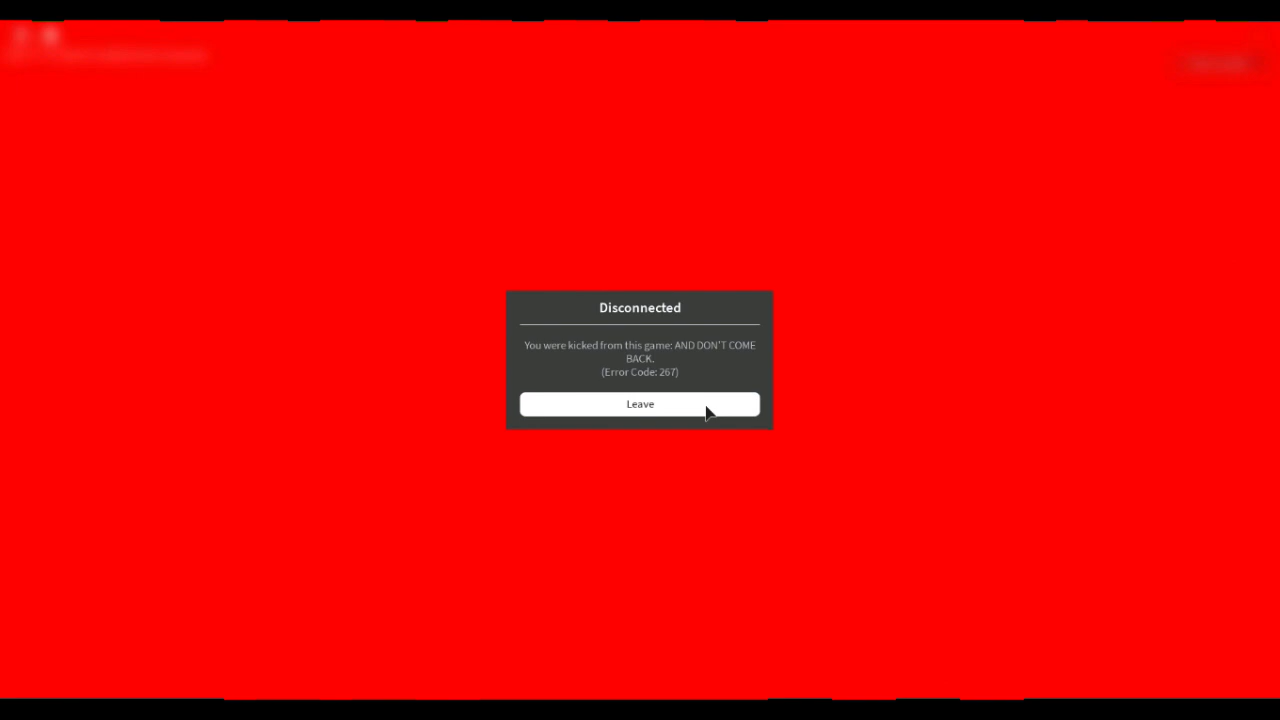 Disconnected
You were kicked from this game: AND DON'T COME
BACK.
(Error Code: 267)
Leave